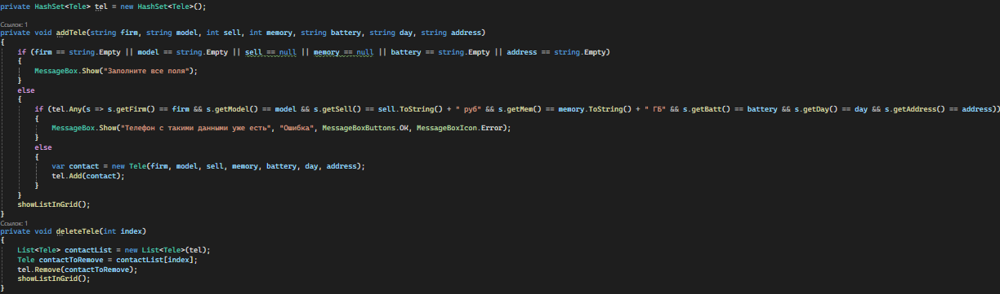 private HashSet<Tele> tel = new HashSet<Tele>();
Ссылок: 1
private void addTele(string firm, string model, int sell, int memory, string battery, string day, string address)
{
if (firm == string.Empty || model == string.Empty || sell == null || memory == null || battery == string.Empty || address == string.Empty)
{
MessageBox.Show("Заполните все поля");
}
else
{
if (tel.Any(s => s.getFirm() == firm && s.getModel() == model && s.getSell() == sell.ToString() + " руб" && s.getMem() == memory.ToString() + " ГБ" && s.getBatt() == battery && s.getDay() == day && s.getAddress() == address))
{
MessageBox.Show("Телефон с такими данными уже есть", "Ошибка", MessageBoxButtons.OK, MessageBoxIcon.Error);
}
else
{
var contact = new Tele(firm, model, sell, memory, battery, day, address);
tel.Add(contact);
}
}
showListInGrid();
}
Ссылок: 1
private void deleteTele(int index)
{
List<Tele> contactList = new List<Tele>(tel);
Tele contactToRemove = contactList[index];
tel.Remove(contactToRemove);
showListInGrid();
}